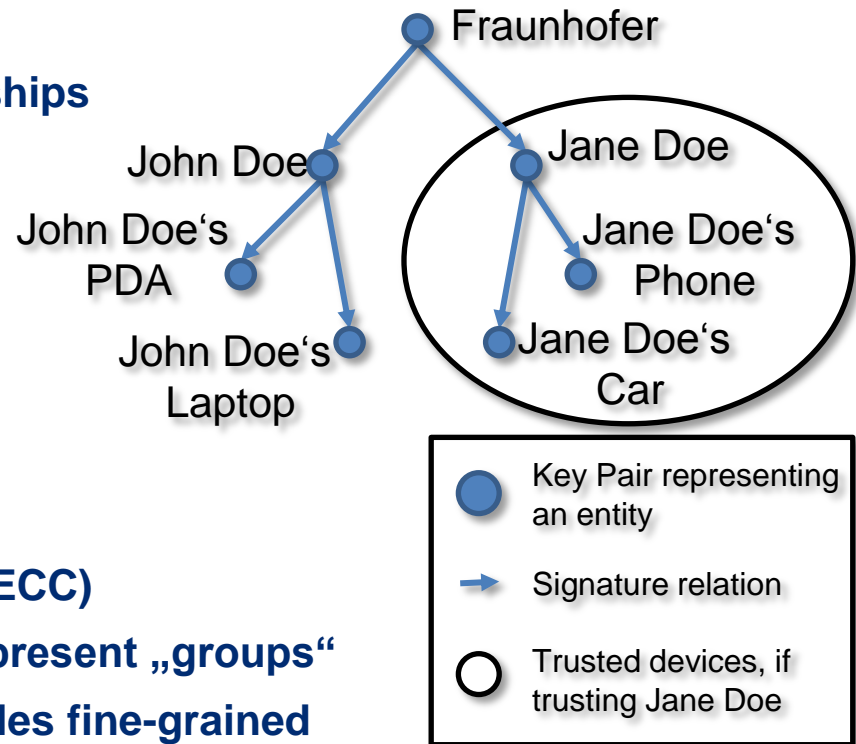 Fraunhofer
ships
John Doe
Jane Doe
John Doe‘s
PDA
Jane Doe‘s
Phone
John Doe‘s
Laptop
Jane Doe‘s
Car
Key Pair representing
an entity
Signature relation
Trusted devices, if
trusting Jane Doe
ECC)
present „groups“
les fine-grained